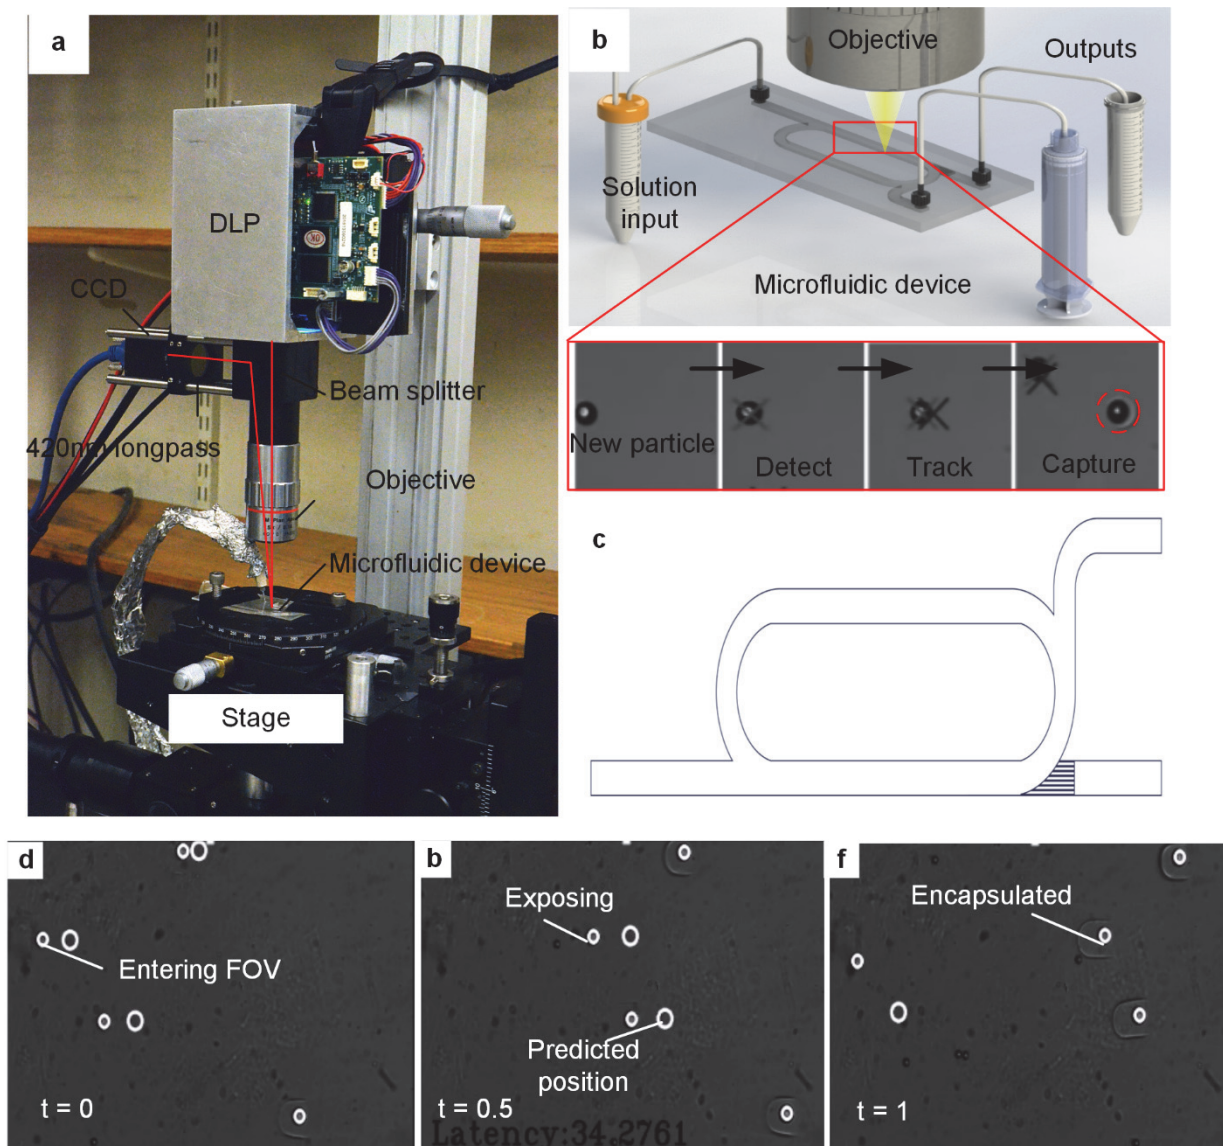 a
DLP
CCD
Beam splitter
420nm longpass
Objective
Microfluidic device
Stage
b
Objective
Outputs
Solution
input
Microfluidic device
New particle
Detect
Track
Capture
c
d
Entering FOV
t = 0
b
Exposing
Predicted
position
t = 0.5
Latency:34.2761
f
Encapsulated
t = 1